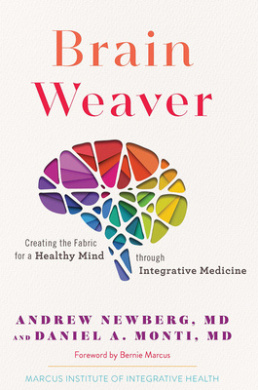 Brain
Weaver
Creating the Fabric
for a Healthy Mind
through
Integrative Medicine
ANDREW NEWBERG, MD
AND DANIEL A. MONTI, MD
Foreword by Bernie Marcus
MARCUS INSTITUTE OF INTEGRATIVE HEALTH